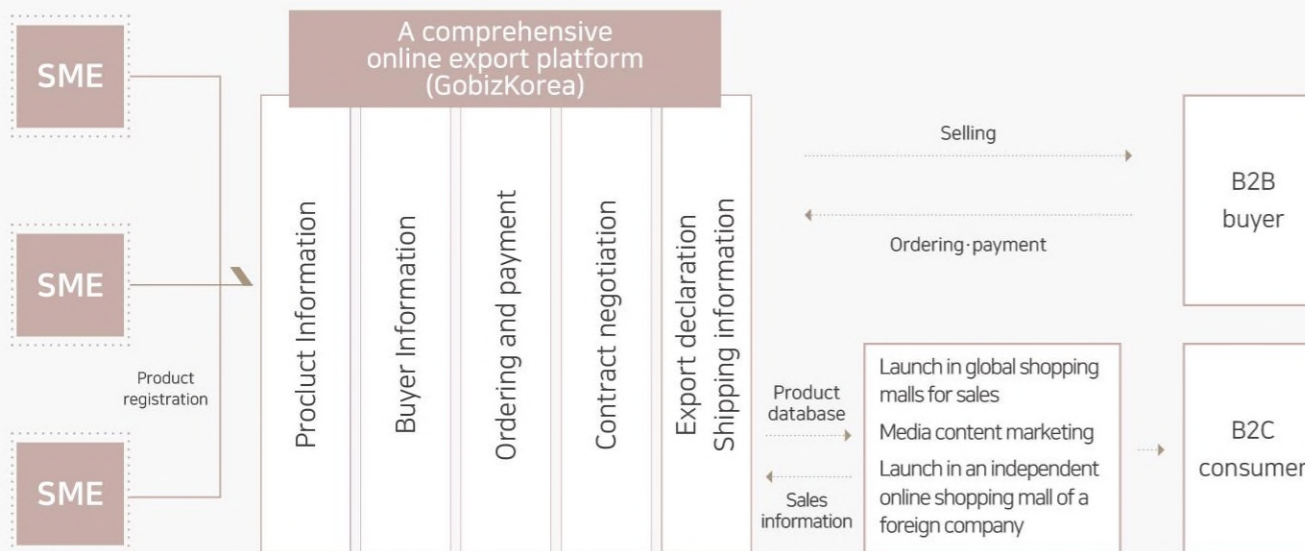 SME
SME
SME
Product
registration
A comprehensive
online export platform
(GobizKorea)
Procluct Information
Buyer Information
Ordering and payment
Contract negotiation
Export declaration
Shipping information
Selling
Ordering·payment
B2B
buyer
Product
database
Sales
information
Launch in global shopping
malls for sales
Media content marketing
Launch in an independent
online shopping mall of a
foreign company
B2C
consumer